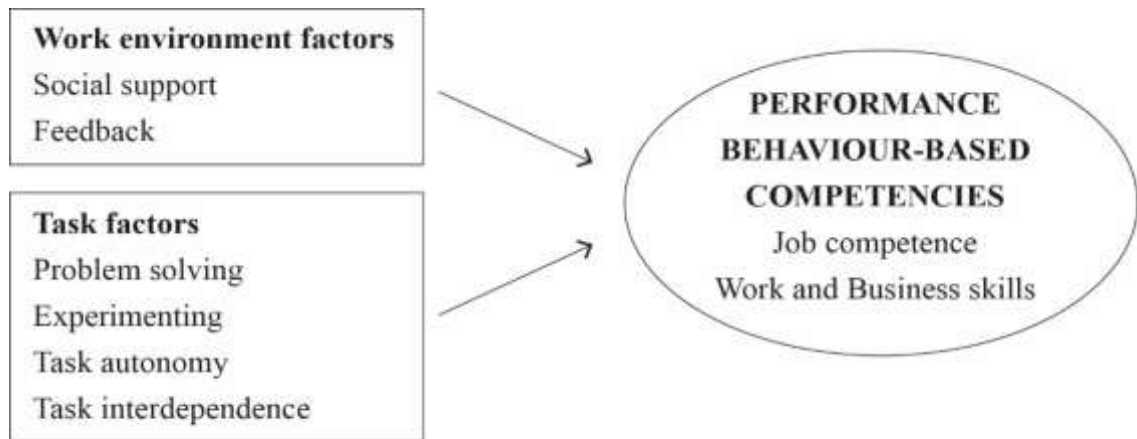 Work environment factors
Social support
Feedback
Task factors
Problem solving
Experimenting
Task autonomy
Task interdependence
PERFORMANCE
BEHAVIOUR-BASED
COMPETENCIES
Job competence
Work and Business skills